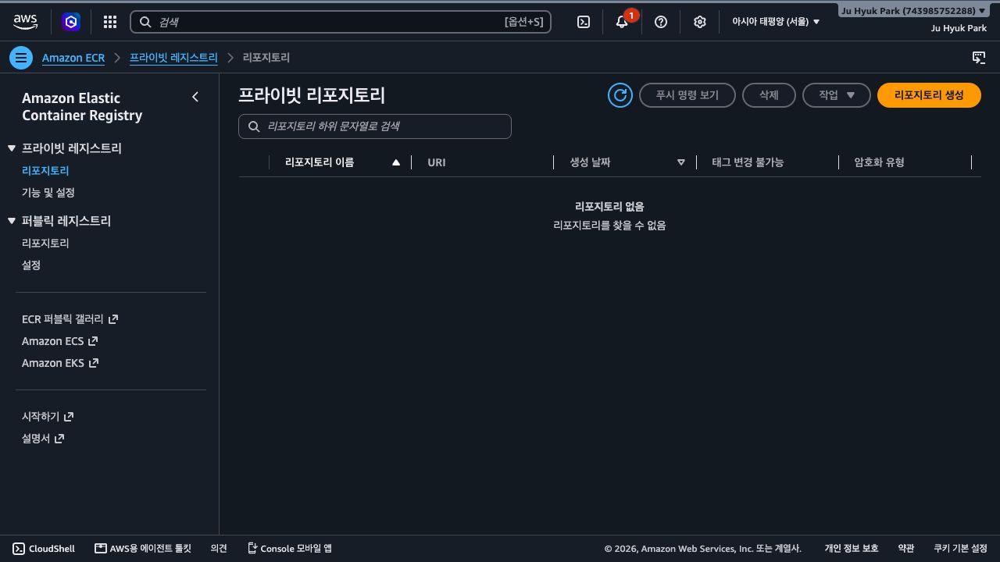 aws
검색
[옵션+S]
1
아시아 태평양 (서울)
Ju Hyuk Park (743985752288)
Ju Hyuk Park
Amazon ECR
프라이빗 레지스트리
리포지토리
Amazon Elastic
Container Registry
프라이빗 레지스트리
리포지토리
기능 및 설정
퍼블릭 레지스트리
리포지토리
설정
ECR 퍼블릭 갤러리
Amazon ECS
Amazon EKS
시작하기
설명서
프라이빗 리포지토리
푸시 명령 보기
삭제
작업
리포지토리 생성
리포지토리 하위 문자열로 검색
리포지토리 이름
URI
생성 날짜
태그 변경 불가능
암호화 유형
리포지토리 없음
리포지토리를 찾을 수 없음
CloudShell
AWS용 에이전트 툴킷
의견
Console 모바일 앱
© 2026, Amazon Web Services, Inc. 또는 계열사.
개인 정보 보호
약관
쿠키 기본 설정